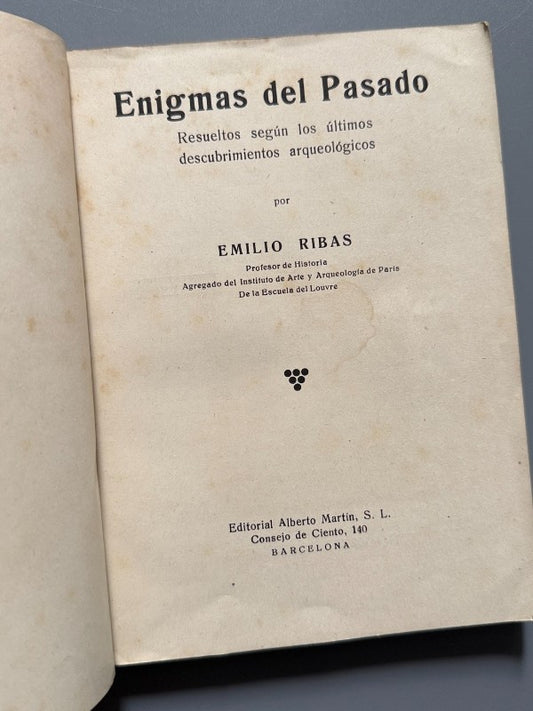 Enigmas del Pasado
Resueltos según los últimos
descubrimientos arqueológicos
por
EMILIO RIBAS
Profesor de Historia
Agregado del Instituto de Arte y Arqueología de París
De la Escuela del Louvre
Editorial Alberto Martín, S. L.
Consejo de Ciento, 140
BARCELONA